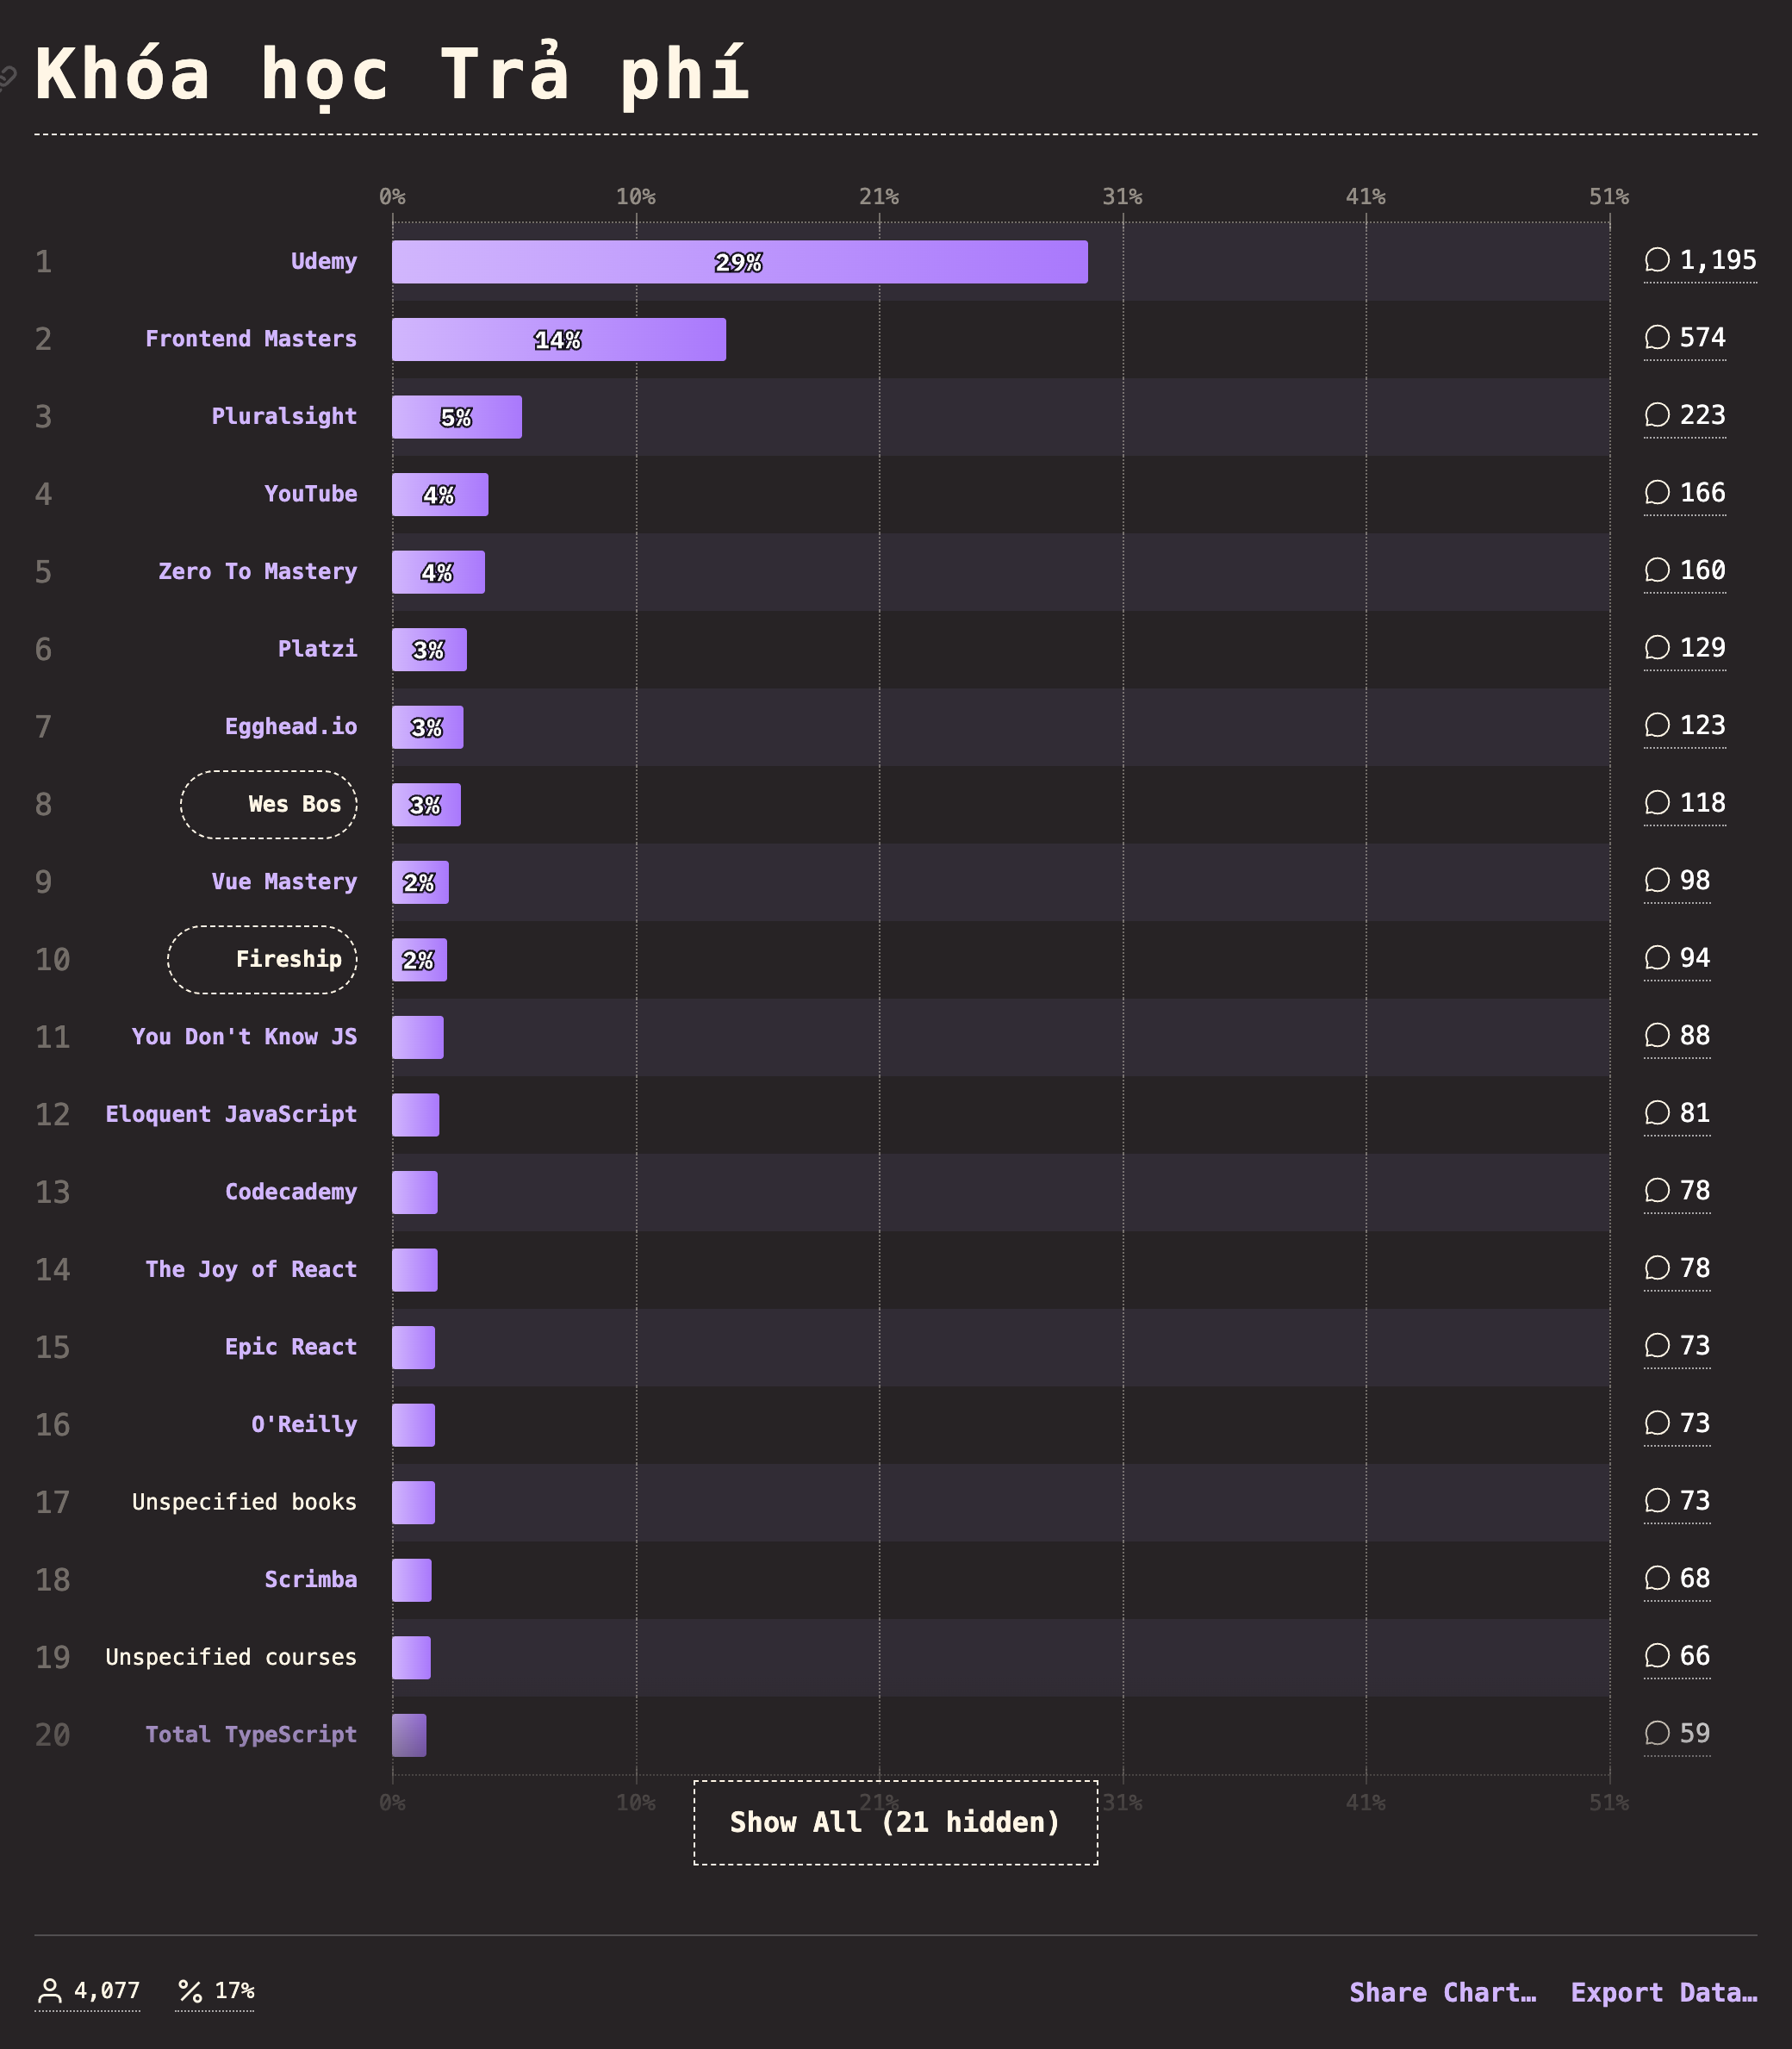 Khóa học Trả phí
0% 10% 21% 31% 41% 51%
1 Udemy 29% 1,195
2 Frontend Masters 14% 574
3 Pluralsight 5% 223
4 YouTube 4% 166
5 Zero To Mastery 4% 160
6 Platzi 3% 129
7 Egghead.io 3% 123
8 Wes Bos 3% 118
9 Vue Mastery 2% 98
10 Fireship 2% 94
11 You Don't Know JS 88
12 Eloquent JavaScript 81
13 Codecademy 78
14 The Joy of React 78
15 Epic React 73
16 O'Reilly 73
17 Unspecified books 73
18 Scrimba 68
19 Unspecified courses 66
20 Total TypeScript 59
0% 10% 21% 31% 41% 51%
Show All (21 hidden)
4,077 17% Share Chart… Export Data…